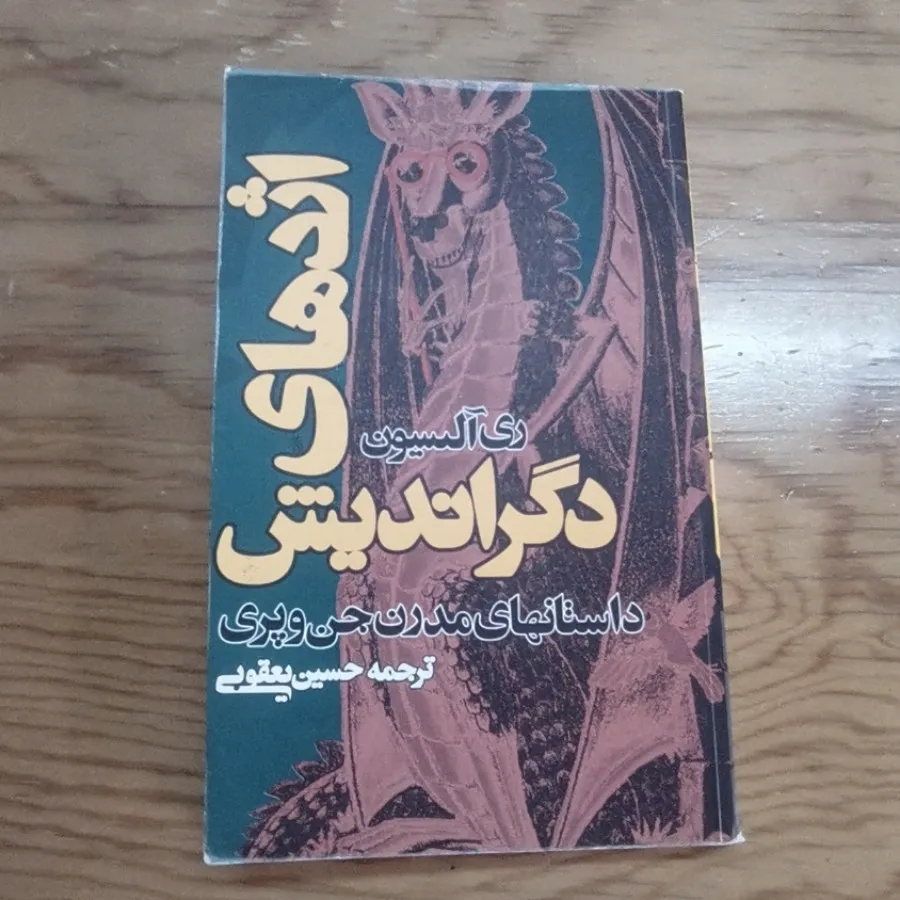 اژدهای
ری آلسیون
دگراندیش
داستانهای مدرن جن و پری
ترجمه حسین یعقوبی